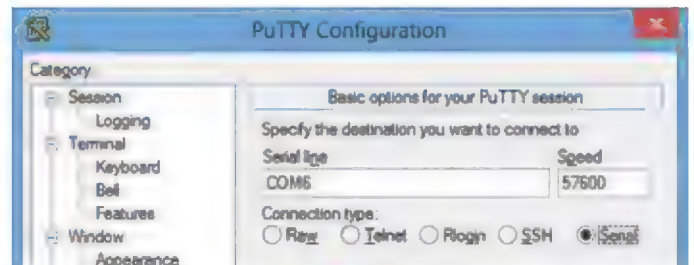 PuTTY Configuration
Category:
Session
Logging
Terminal
Keyboard
Bell
Features
Window
Appearance
Basic options for your PuTTY session
Specify the destination you want to connect to
Serial line Speed
COM6 57600
Connection type:
Raw Telnet Rlogin SSH Serial